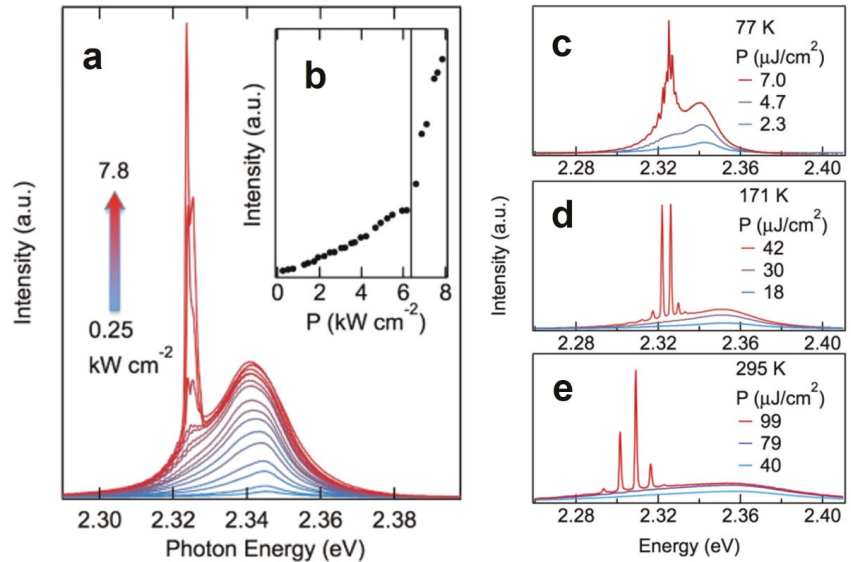 a
7.8
0.25
kW cm⁻²
Intensity (a.u.)
2.30 2.32 2.34 2.36 2.38
Photon Energy (eV)
b
Intensity (a.u.)
0 2 4 6 8
P (kW cm⁻²)
c
77 K
P (μJ/cm²)
7.0
4.7
2.3
2.28 2.32 2.36 2.40
d
171 K
P (μJ/cm²)
42
30
18
2.28 2.32 2.36 2.40
Intensity (a.u.)
e
295 K
P (μJ/cm²)
99
79
40
2.28 2.32 2.36 2.40
Energy (eV)